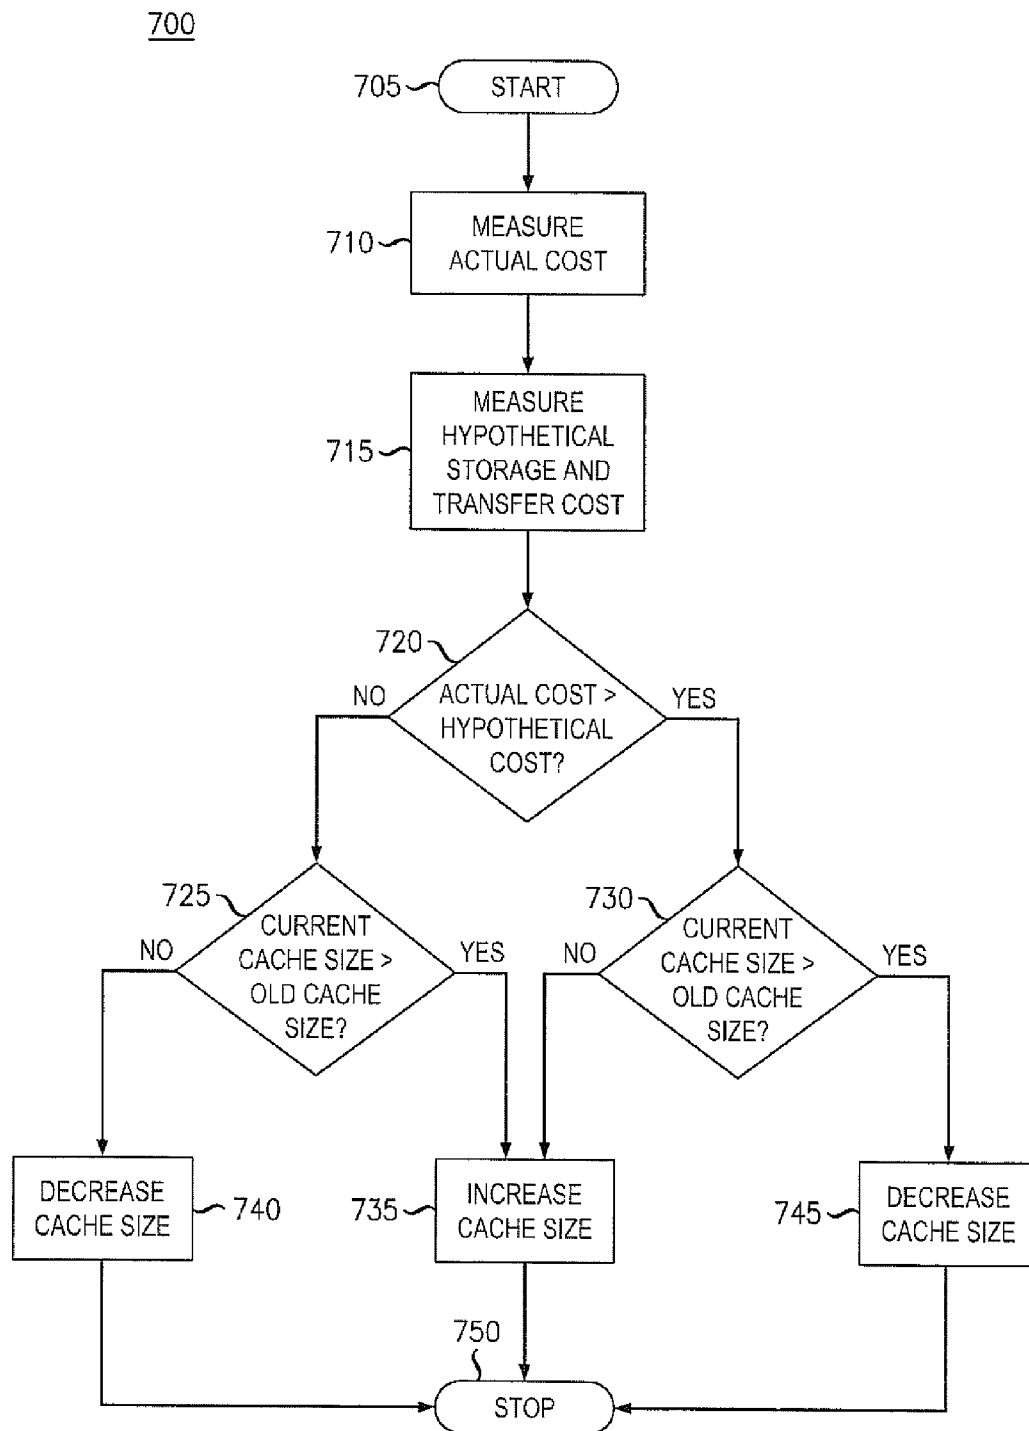 700
705
START
710
MEASURE
ACTUAL COST
715
MEASURE
HYPOTHETICAL
STORAGE AND
TRANSFER COST
720
NO
ACTUAL COST >
HYPOTHETICAL
COST?
YES
725
NO
CURRENT
CACHE SIZE >
OLD CACHE
SIZE?
YES
730
NO
CURRENT
CACHE SIZE >
OLD CACHE
SIZE?
YES
DECREASE
CACHE SIZE
740
735
INCREASE
CACHE SIZE
745
DECREASE
CACHE SIZE
750
STOP